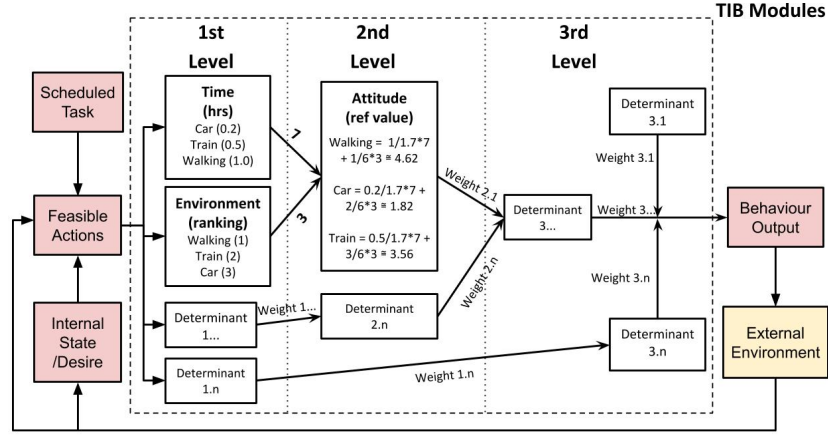 TIB Modules
1st
Level
2nd
Level
3rd
Level
Scheduled
Task
Feasible
Actions
Internal
State
/Desire
Time
(hrs)
Car (0.2)
Train (0.5)
Walking (1.0)
Environment
(ranking)
Walking (1)
Train (2)
Car (3)
Determinant
1...
Determinant
1.n
7
3
Weight 1...
Weight 1.n
Attitude
(ref value)
Walking = 1/1.7*7
+ 1/6*3 ≅ 4.62
Car = 0.2/1.7*7 +
2/6*3 ≅ 1.82
Train = 0.5/1.7*7 +
3/6*3 ≅ 3.56
Determinant
2.n
Weight 2.1
Weight 2.n
Determinant
3...
Determinant
3.1
Weight 3.1
Weight 3...
Weight 3.n
Determinant
3.n
Behaviour
Output
External
Environment